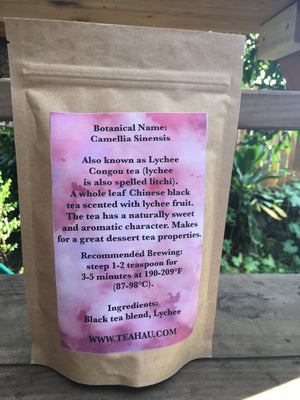 Botanical Name:
Camellia Sinensis
Also known as Lychee
Congou tea (lychee
is also spelled litchi).
A whole leaf Chinese black
tea scented with lychee fruit.
The tea has a naturally sweet
and aromatic character. Makes
for a great dessert tea properties.
Recommended Brewing:
steep 1-2 teaspoon for
3-5 minutes at 190-209°F
(87-98°C).
Ingredients:
Black tea blend, Lychee
WWW.TEAHAU.COM